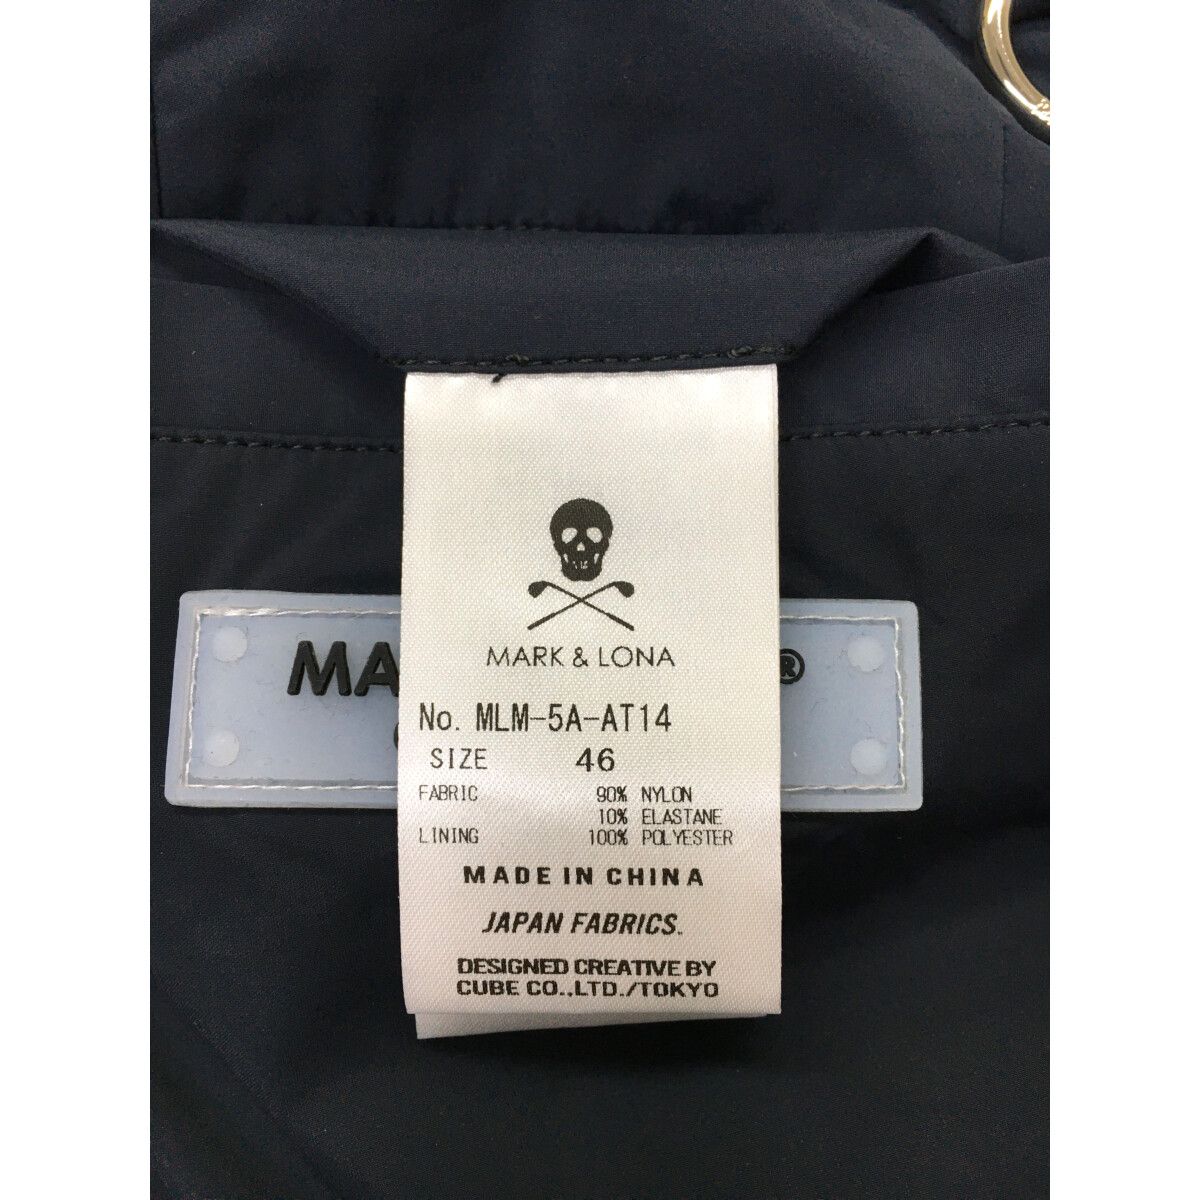 MARK & LONA
No. MLM-5A-AT14
SIZE 46
FABRIC 90% NYLON
10% ELASTANE
LINING 100% POLYESTER
MADE IN CHINA
JAPAN FABRICS.
DESIGNED CREATIVE BY
CUBE CO.,LTD./TOKYO
MA ®